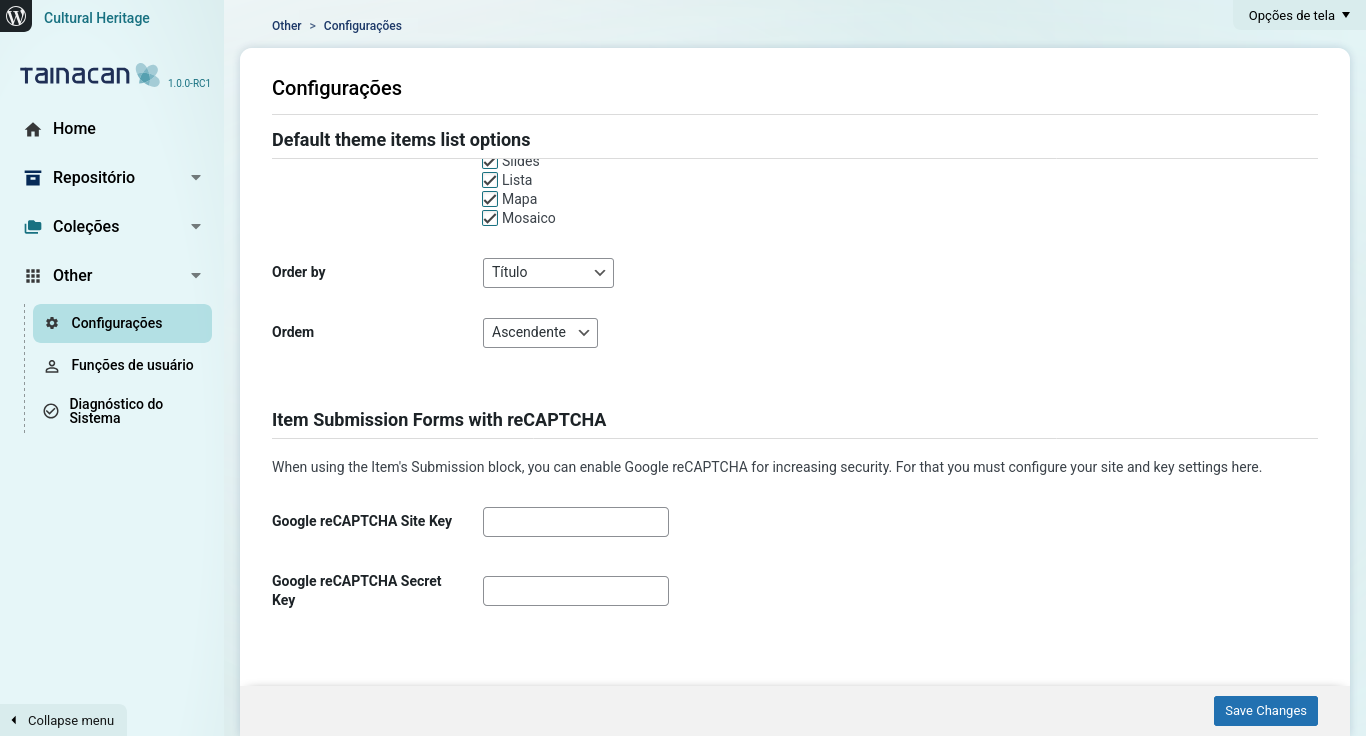 Cultural Heritage
Other > Configurações
Opções de tela
TAINACAN 1.0.0-RC1
Home
Repositório
Coleções
Other
Configurações
Funções de usuário
Diagnóstico do
Sistema
Collapse menu
Configurações
Default theme items list options
Slides
Lista
Mapa
Mosaico
Order by Título
Ordem Ascendente
Item Submission Forms with reCAPTCHA
When using the Item's Submission block, you can enable Google reCAPTCHA for increasing security. For that you must configure your site and key settings here.
Google reCAPTCHA Site Key
Google reCAPTCHA Secret
Key
Save Changes